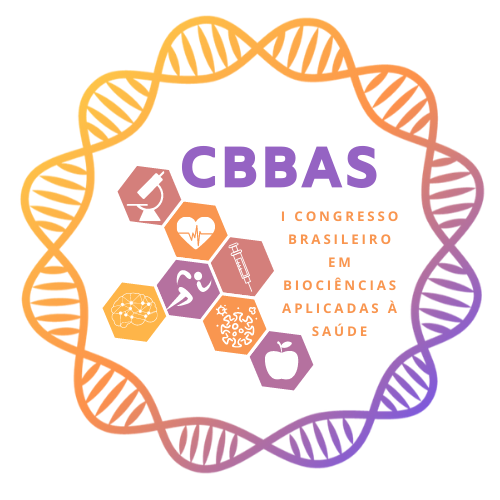 CBBAS
I CONGRESSO
BRASILEIRO
EM
BIOCIÊNCIAS
APLICADAS À
SAÚDE